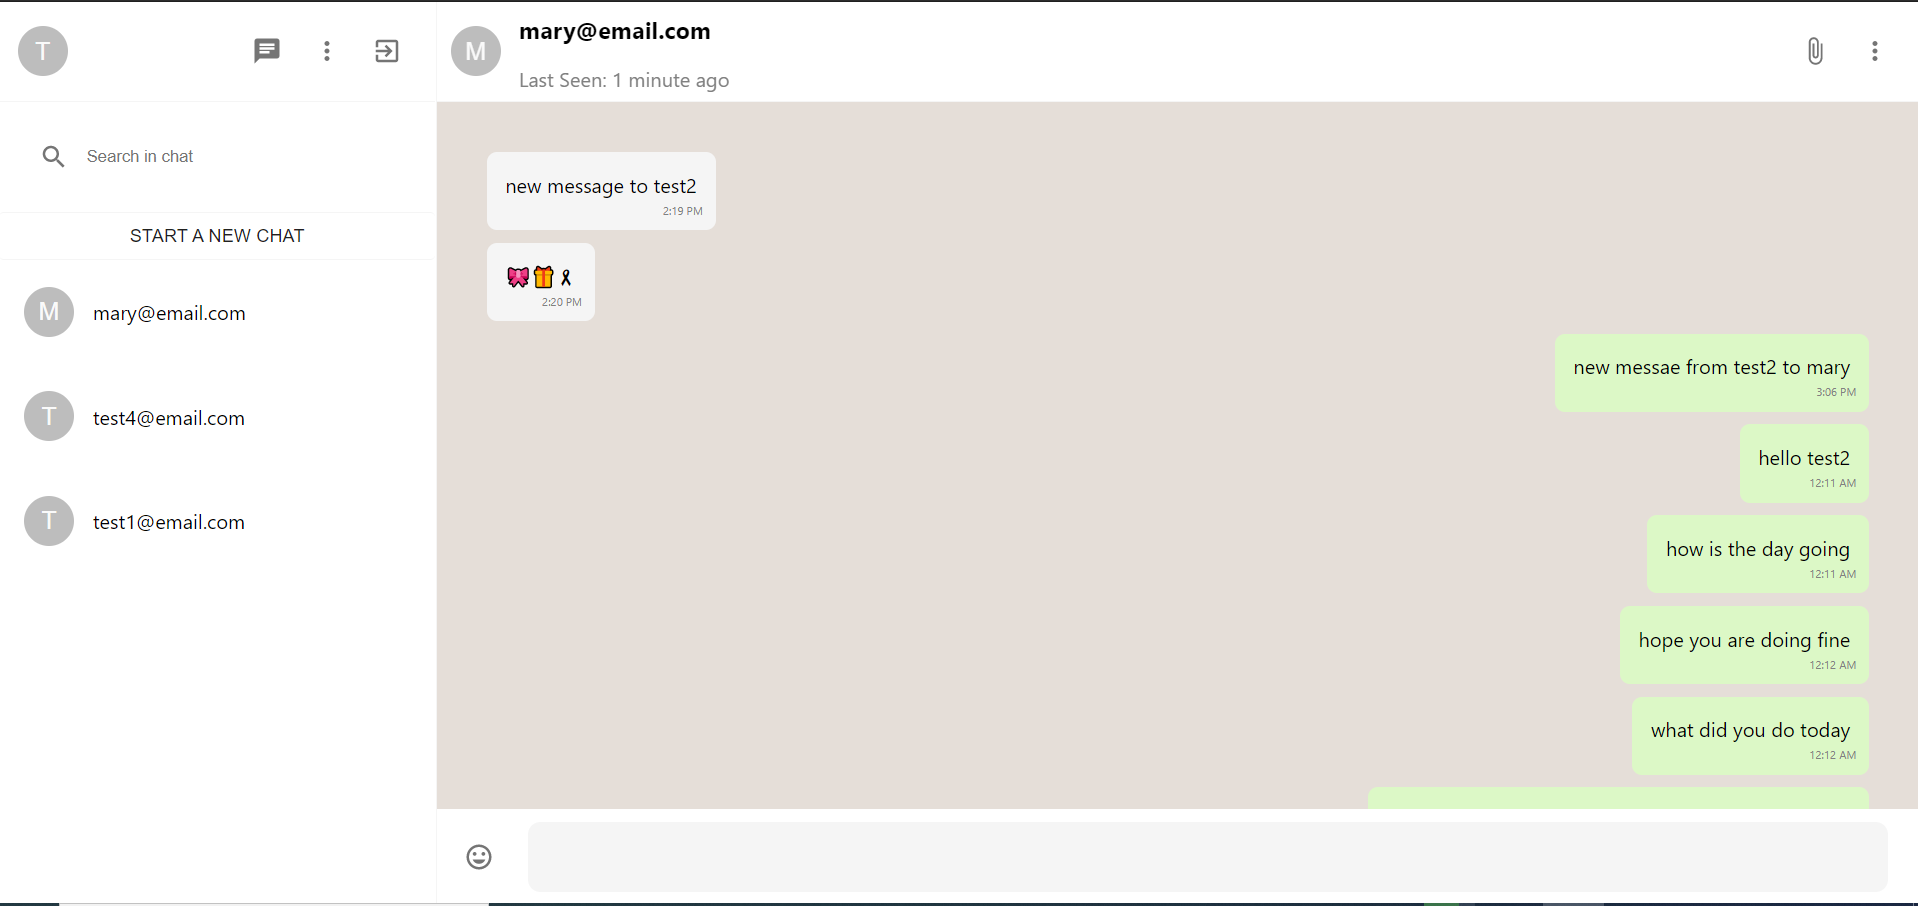 T
M
mary@email.com
Last Seen: 1 minute ago
Search in chat
START A NEW CHAT
M
mary@email.com
T
test4@email.com
T
test1@email.com
new message to test2
2:19 PM
🎀🎁🎗
2:20 PM
new messae from test2 to mary
3:06 PM
hello test2
12:11 AM
how is the day going
12:11 AM
hope you are doing fine
12:12 AM
what did you do today
12:12 AM